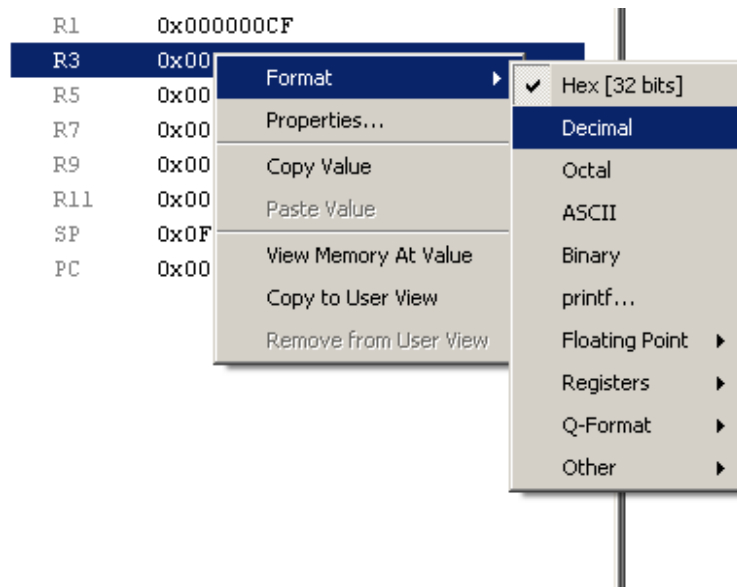 R1 0x000000CF
R3 0x00
R5 0x00
R7 0x00
R9 0x00
R11 0x00
SP 0x0F
PC 0x00
Format
Properties...
Copy Value
Paste Value
View Memory At Value
Copy to User View
Remove from User View
Hex [32 bits]
Decimal
Octal
ASCII
Binary
printf...
Floating Point
Registers
Q-Format
Other